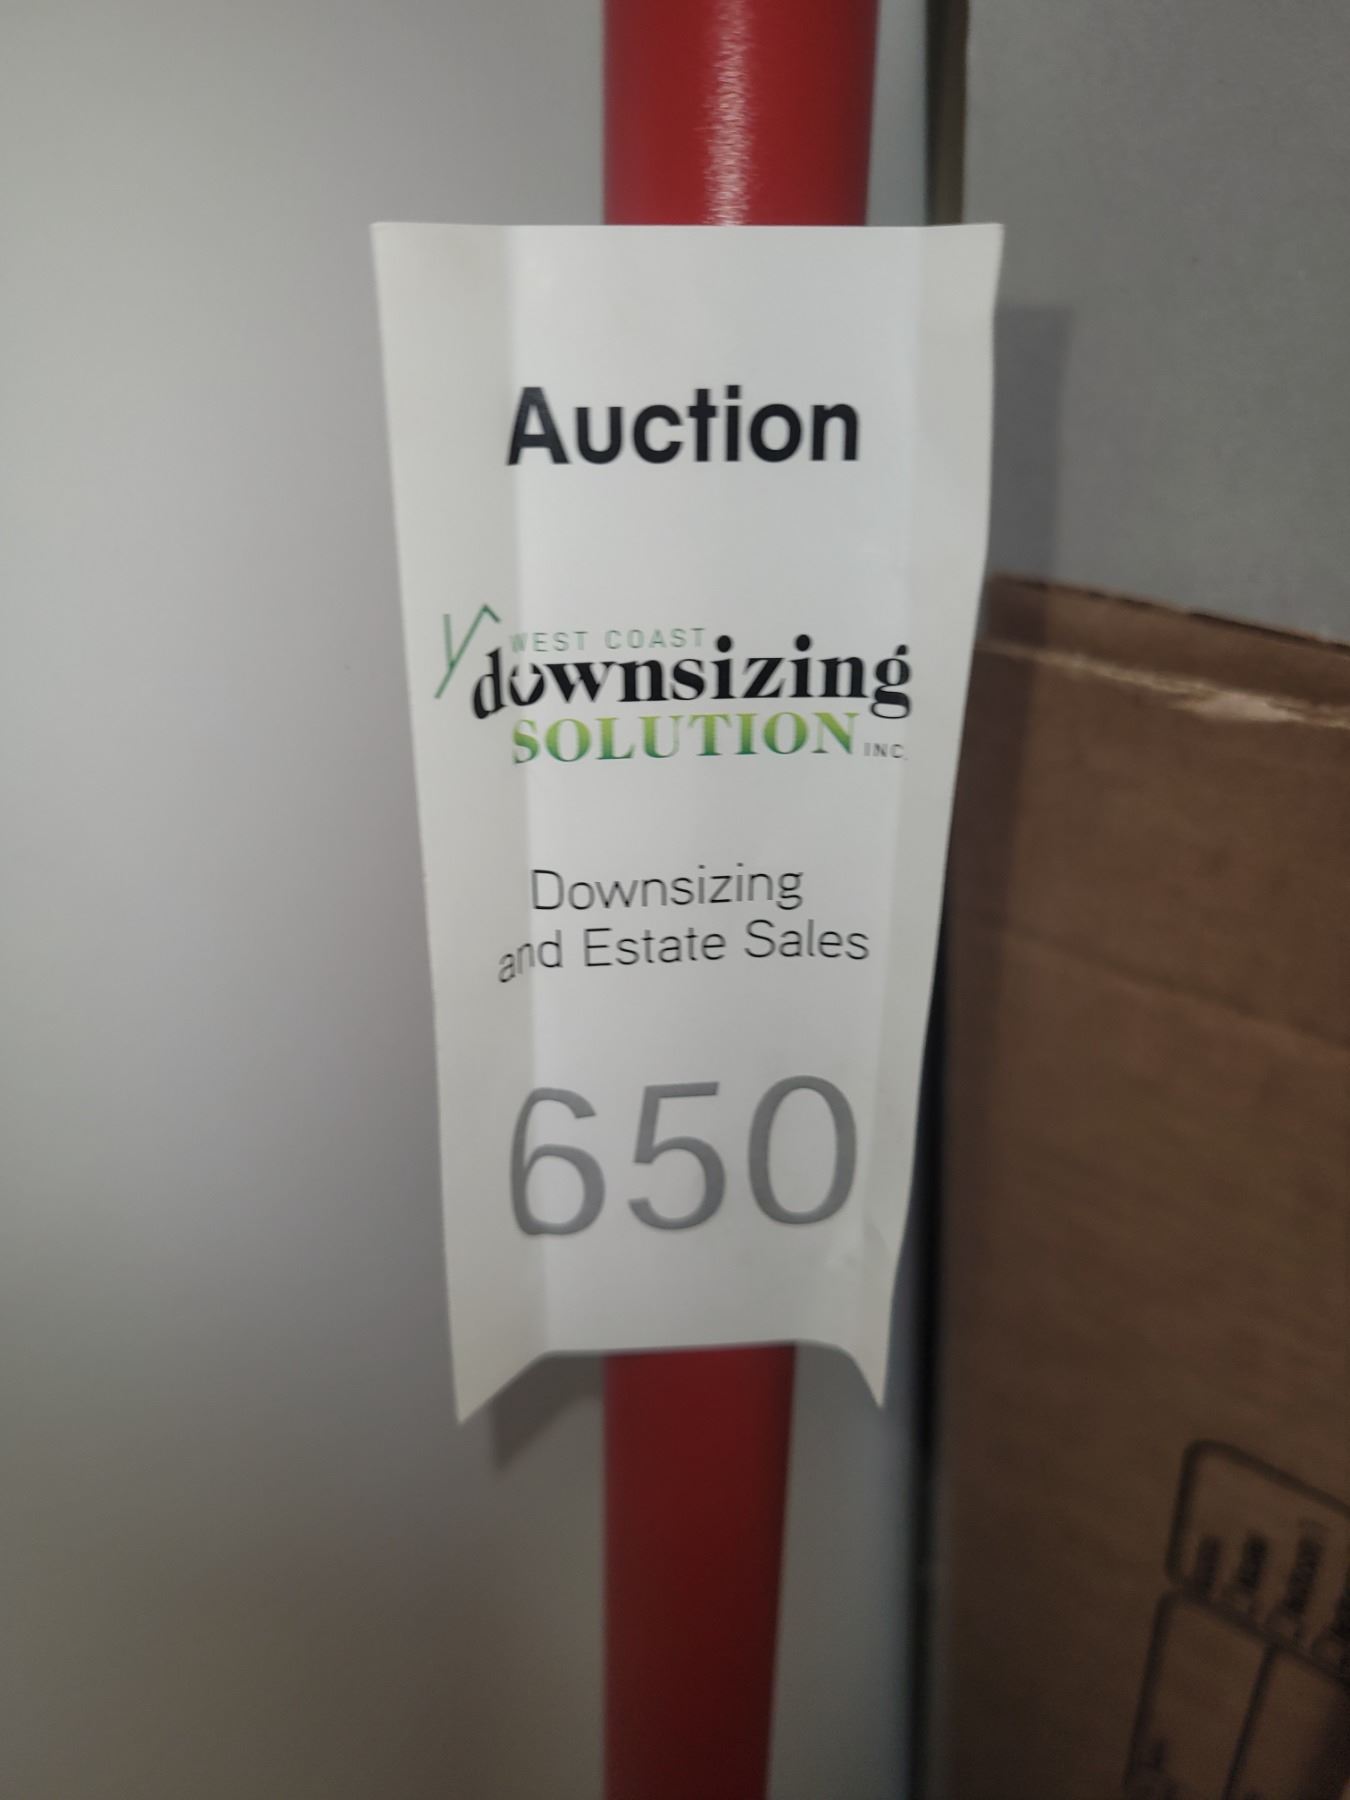 Auction
WEST COAST
downsizing
SOLUTION INC.
Downsizing
and Estate Sales
650